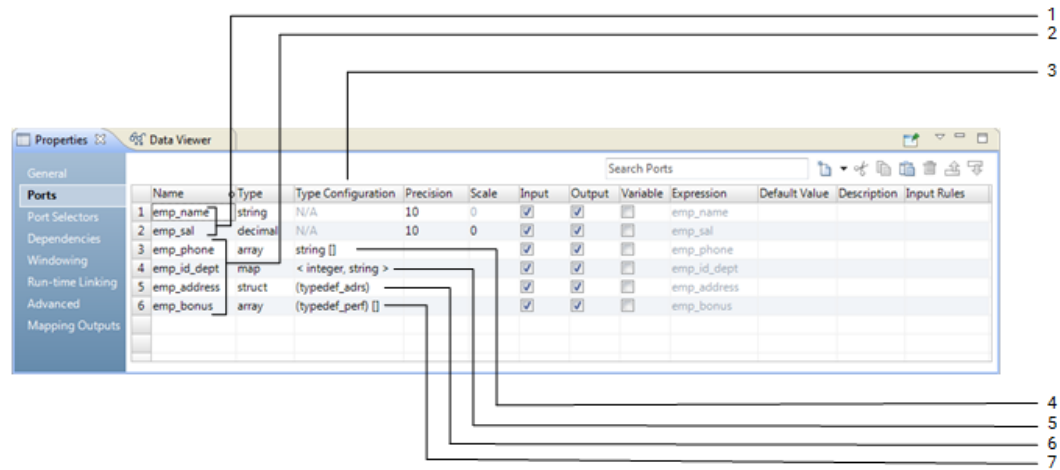 1
2
3
Properties Data Viewer
Search Ports
General
Ports
Port Selectors
Dependencies
Windowing
Run-time Linking
Advanced
Mapping Outputs
Name Type Type Configuration Precision Scale Input Output Variable Expression Default Value Description Input Rules
1 emp_name string N/A 10 0 emp_name
2 emp_sal decimal N/A 10 0 emp_sal
3 emp_phone array string [] emp_phone
4 emp_id_dept map < integer, string > emp_id_dept
5 emp_address struct (typedef_adrs) emp_address
6 emp_bonus array (typedef_perf) [] emp_bonus
4
5
6
7